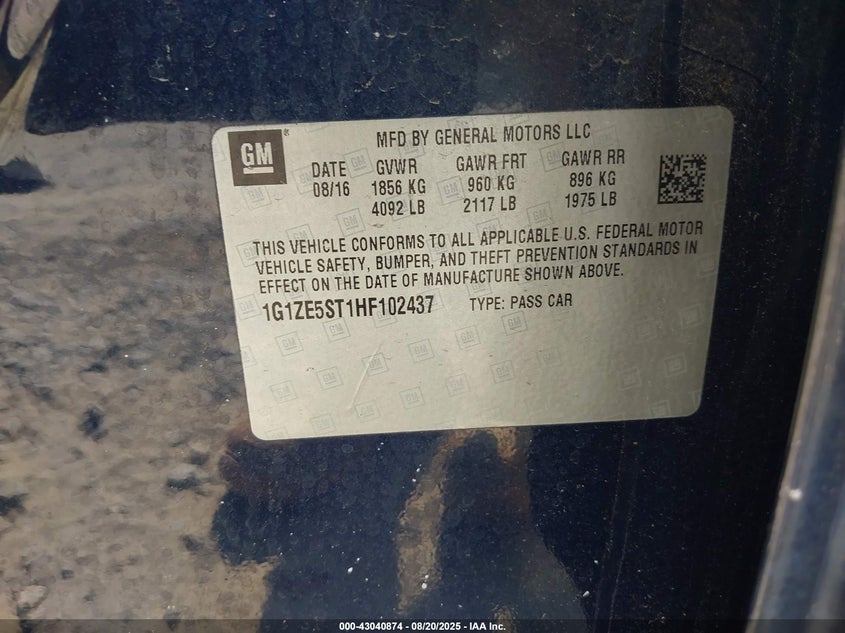 GM
MFD BY GENERAL MOTORS LLC
DATE GVWR GAWR FRT GAWR RR
08/16 1856 KG 960 KG 896 KG
4092 LB 2117 LB 1975 LB
THIS VEHICLE CONFORMS TO ALL APPLICABLE U.S. FEDERAL MOTOR
VEHICLE SAFETY, BUMPER, AND THEFT PREVENTION STANDARDS IN
EFFECT ON THE DATE OF MANUFACTURE SHOWN ABOVE.
1G1ZE5ST1HF102437 TYPE: PASS CAR
000-43040874 - 08/20/2025 - IAA Inc.